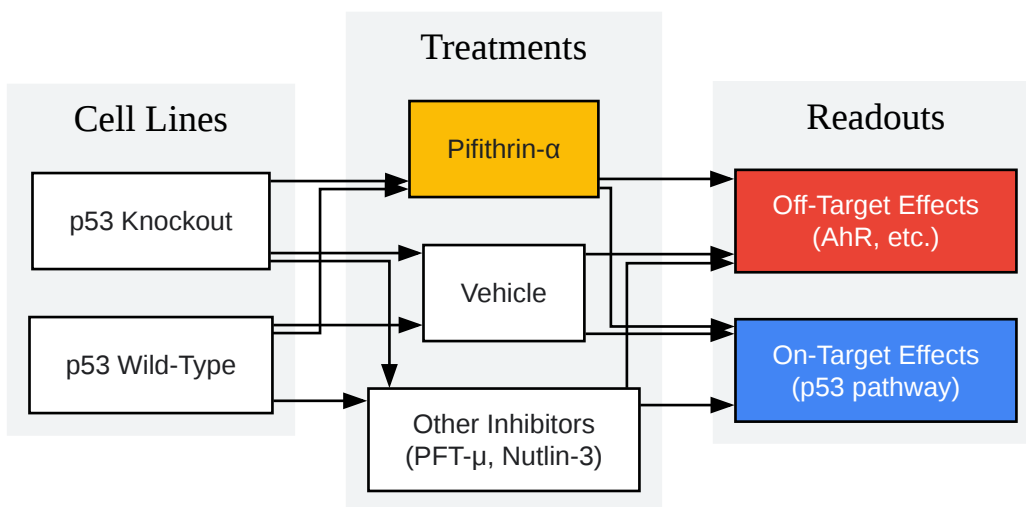 Cell Lines
p53 Knockout
p53 Wild-Type
Treatments
Pifithrin-α
Vehicle
Other Inhibitors
(PFT-μ, Nutlin-3)
Readouts
Off-Target Effects
(AhR, etc.)
On-Target Effects
(p53 pathway)